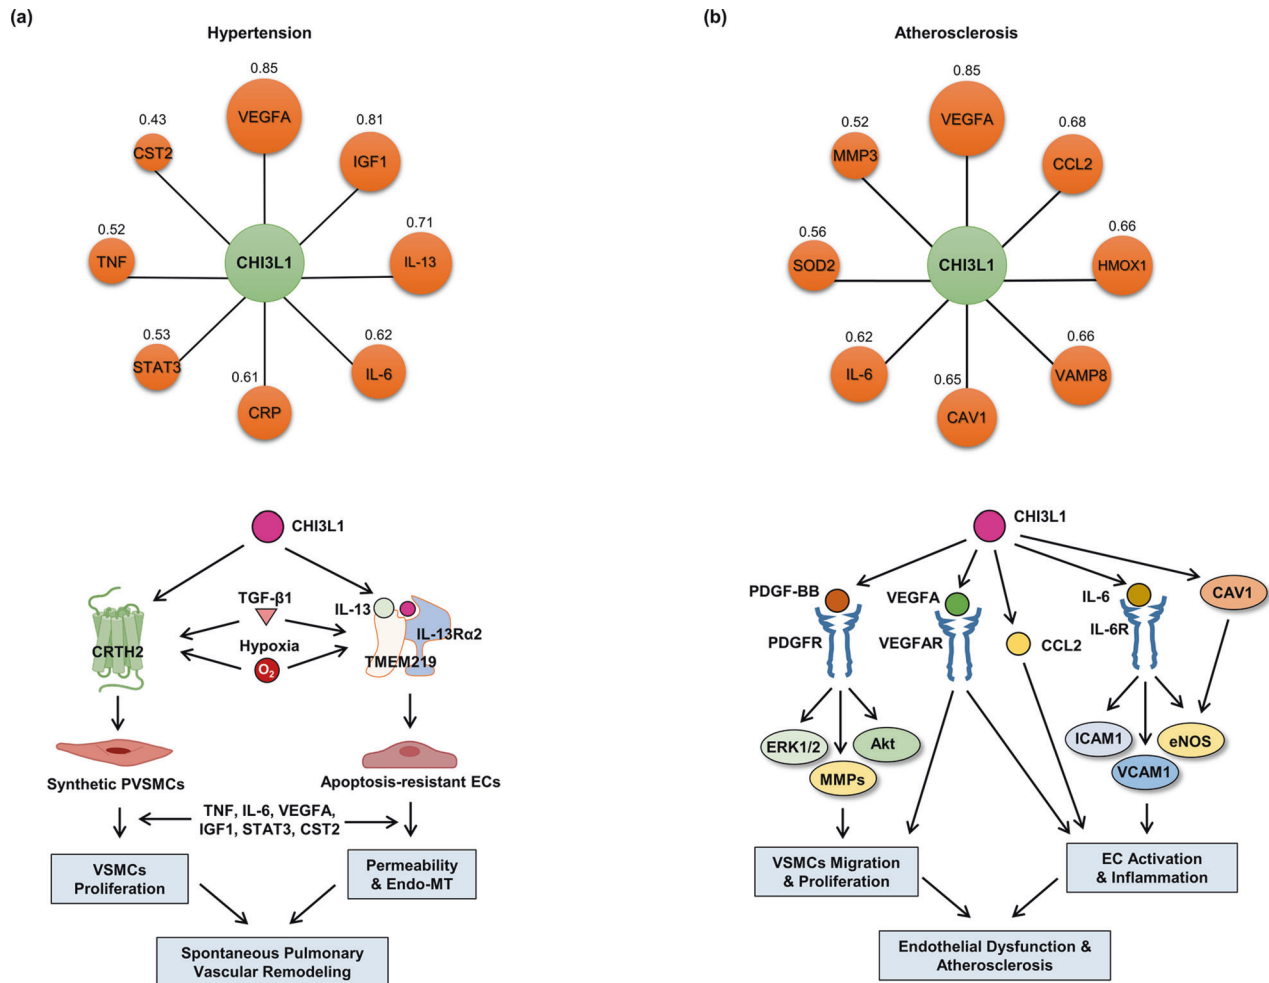 (a)
Hypertension
0.85
VEGFA
0.43
CST2
0.81
IGF1
0.52
TNF
CHI3L1
0.71
IL-13
0.53
STAT3
0.62
IL-6
0.61
CRP
CHI3L1
TGF-β1
IL-13
IL-13Rα2
CRTH2
Hypoxia
O2
TMEM219
Synthetic PVSMCs
Apoptosis-resistant ECs
TNF, IL-6, VEGFA,
IGF1, STAT3, CST2
VSMCs
Proliferation
Permeability
& Endo-MT
Spontaneous Pulmonary
Vascular Remodeling
(b)
Atherosclerosis
0.85
VEGFA
0.52
MMP3
0.68
CCL2
0.56
SOD2
CHI3L1
0.66
HMOX1
0.62
IL-6
0.66
VAMP8
0.65
CAV1
CHI3L1
PDGF-BB
VEGFA
IL-6
CAV1
PDGFR
VEGFAR
CCL2
IL-6R
ERK1/2
Akt
MMPs
ICAM1
eNOS
VCAM1
VSMCs Migration
& Proliferation
EC Activation
& Inflammation
Endothelial Dysfunction &
Atherosclerosis